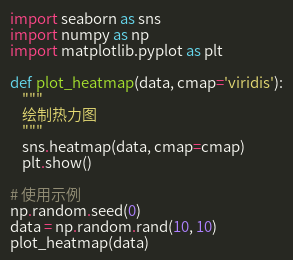 import seaborn as sns
import numpy as np
import matplotlib.pyplot as plt

def plot_heatmap(data, cmap='viridis'):
    """
    绘制热力图
    """
    sns.heatmap(data, cmap=cmap)
    plt.show()

# 使用示例
np.random.seed(0)
data = np.random.rand(10, 10)
plot_heatmap(data)